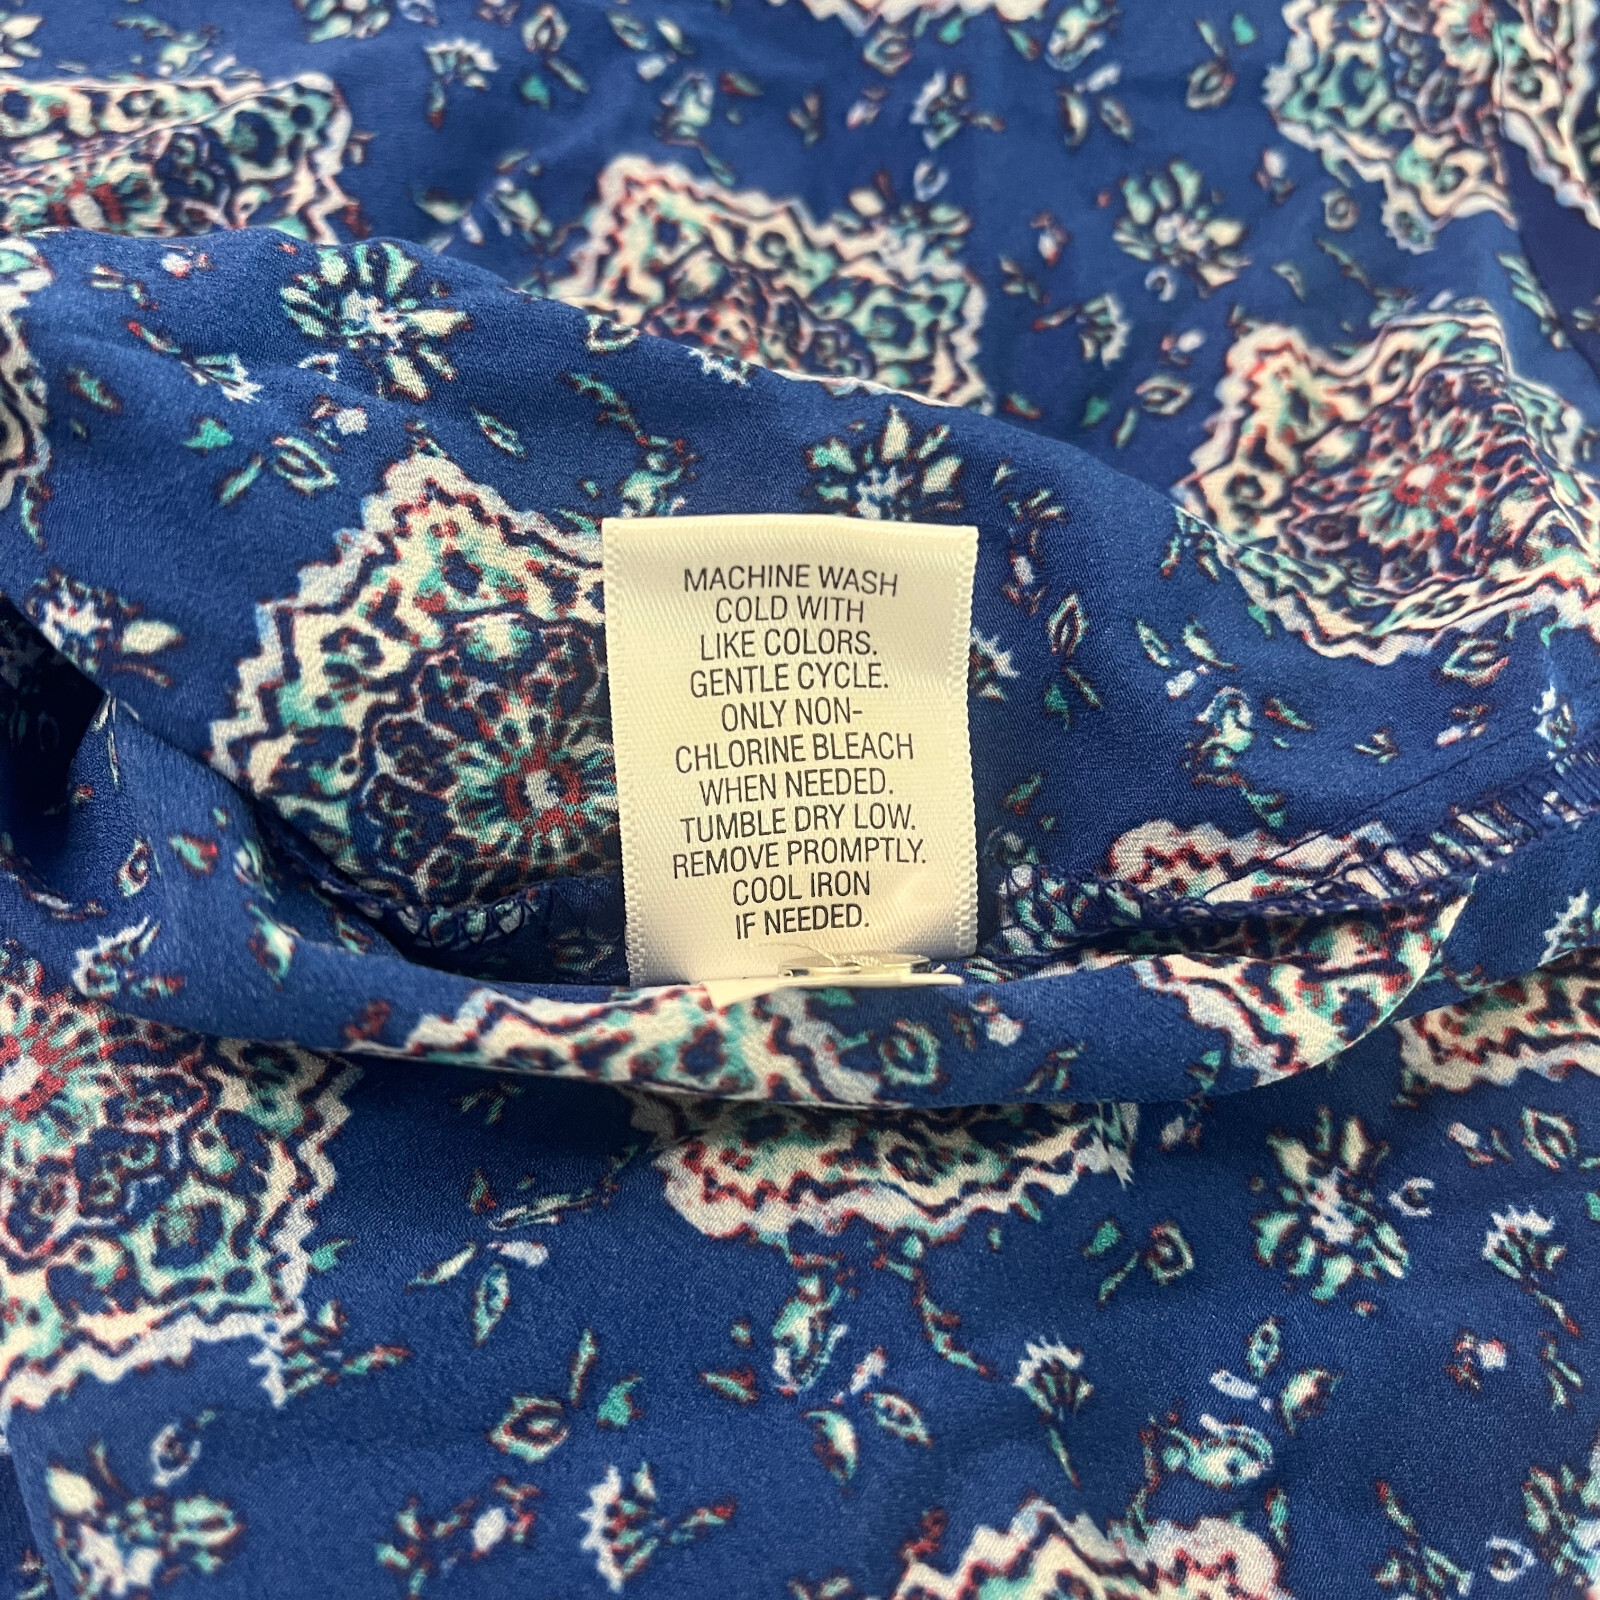 MACHINE WASH
COLD WITH
LIKE COLORS.
GENTLE CYCLE.
ONLY NON-
CHLORINE BLEACH
WHEN NEEDED.
TUMBLE DRY LOW.
REMOVE PROMPTLY.
COOL IRON
IF NEEDED.